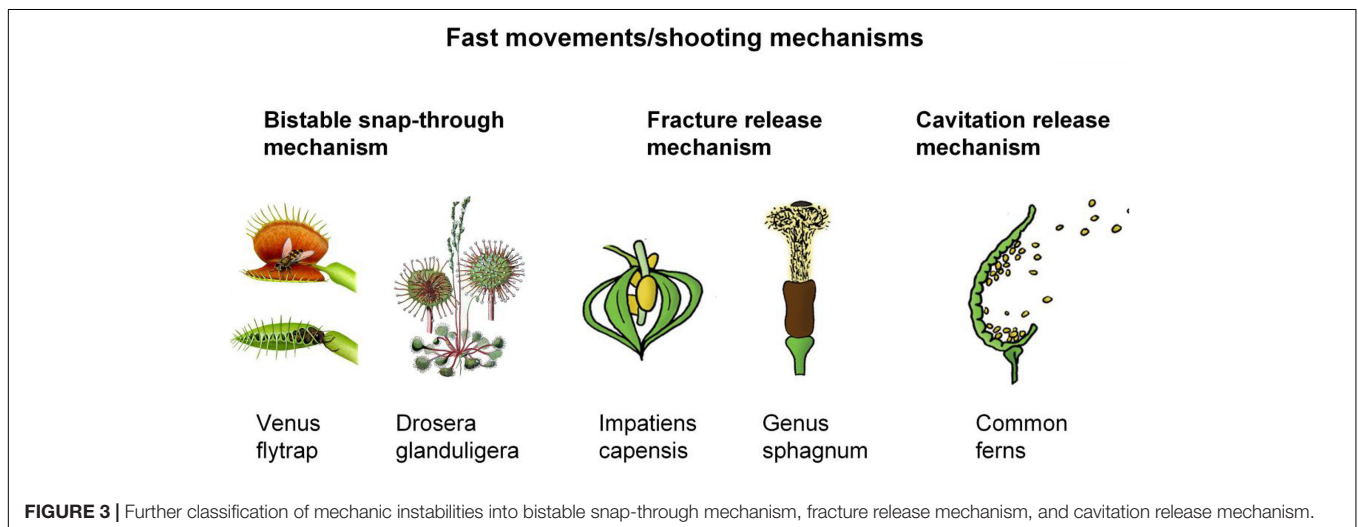 Fast movements/shooting mechanisms
Bistable snap-through
mechanism
Fracture release
mechanism
Cavitation release
mechanism
Venus
flytrap
Drosera
glanduligera
Impatiens
capensis
Genus
sphagnum
Common
ferns
FIGURE 3 | Further classification of mechanic instabilities into bistable snap-through mechanism, fracture release mechanism, and cavitation release mechanism.